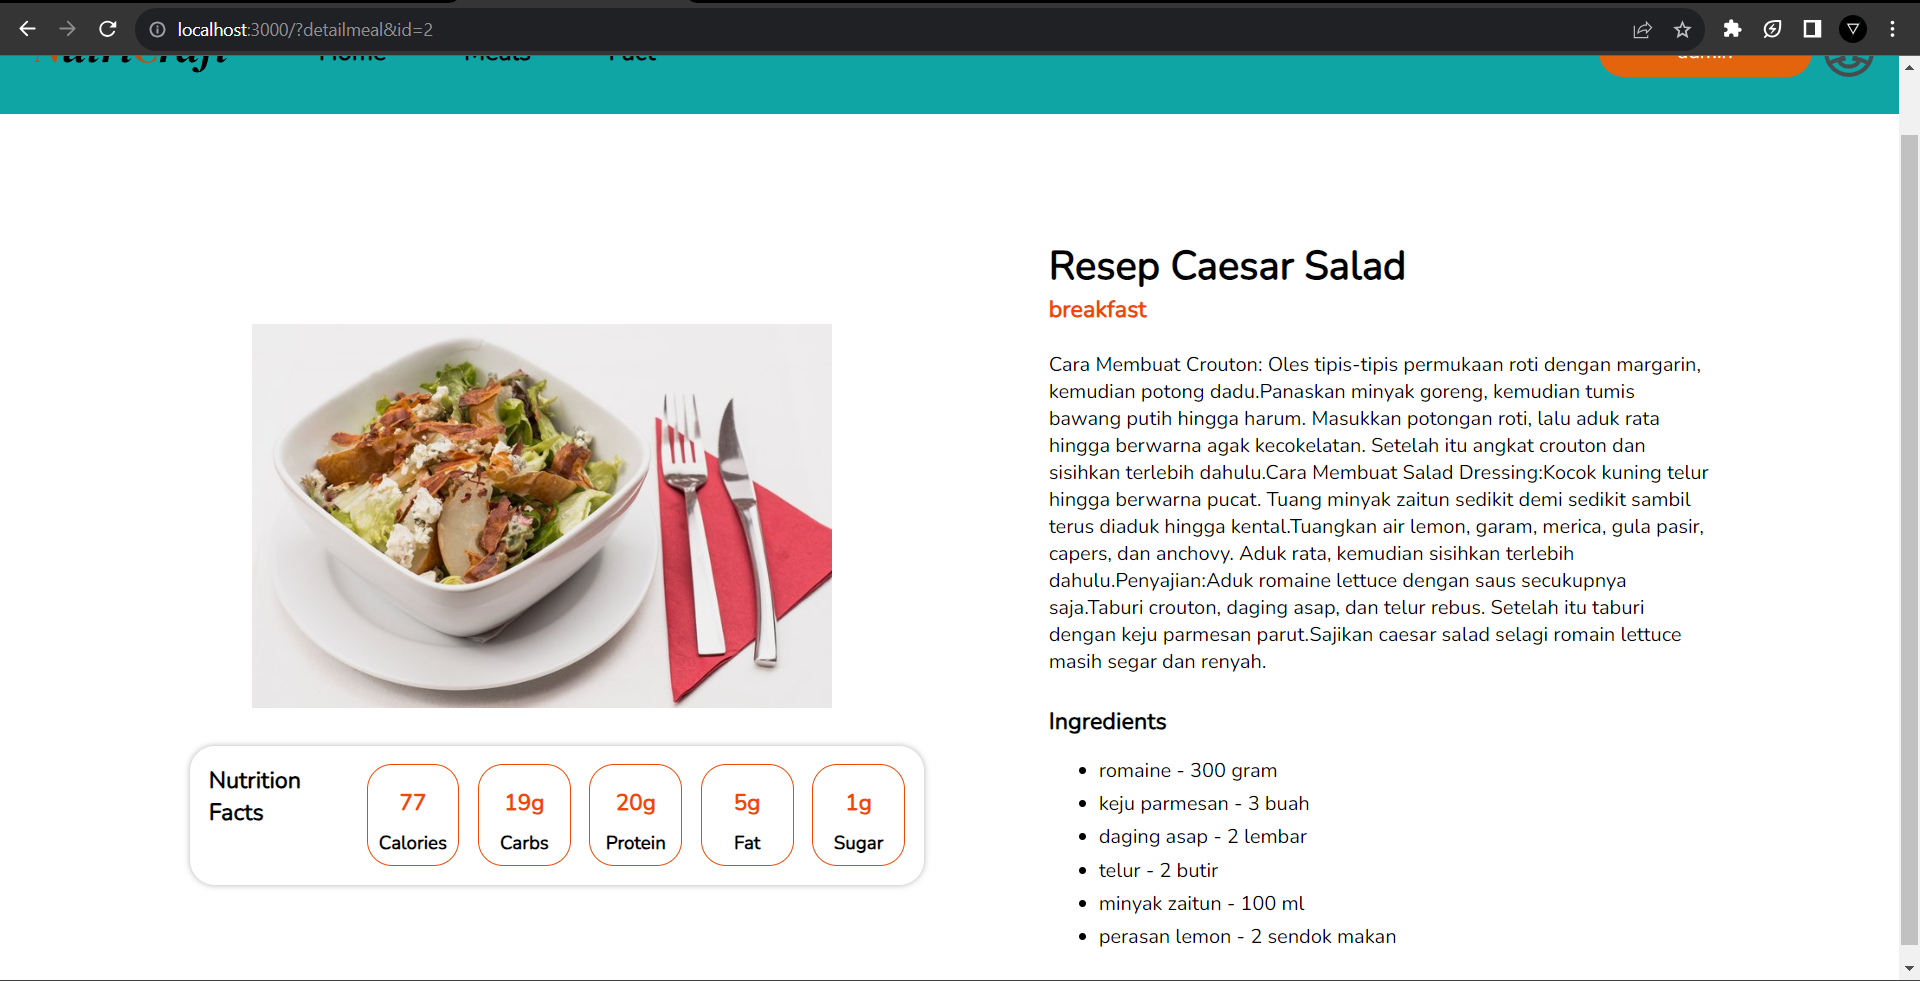 localhost:3000/?detailmeal&id=2
NutriCraft Home Meals Fact admin
Resep Caesar Salad
breakfast
Cara Membuat Crouton: Oles tipis-tipis permukaan roti dengan margarin,
kemudian potong dadu.Panaskan minyak goreng, kemudian tumis
bawang putih hingga harum. Masukkan potongan roti, lalu aduk rata
hingga berwarna agak kecokelatan. Setelah itu angkat crouton dan
sisihkan terlebih dahulu.Cara Membuat Salad Dressing:Kocok kuning telur
hingga berwarna pucat. Tuang minyak zaitun sedikit demi sedikit sambil
terus diaduk hingga kental.Tuangkan air lemon, garam, merica, gula pasir,
capers, dan anchovy. Aduk rata, kemudian sisihkan terlebih
dahulu.Penyajian:Aduk romaine lettuce dengan saus secukupnya
saja.Taburi crouton, daging asap, dan telur rebus. Setelah itu taburi
dengan keju parmesan parut.Sajikan caesar salad selagi romain lettuce
masih segar dan renyah.
Ingredients
romaine - 300 gram
keju parmesan - 3 buah
daging asap - 2 lembar
telur - 2 butir
minyak zaitun - 100 ml
perasan lemon - 2 sendok makan
Nutrition
Facts
77
Calories
19g
Carbs
20g
Protein
5g
Fat
1g
Sugar